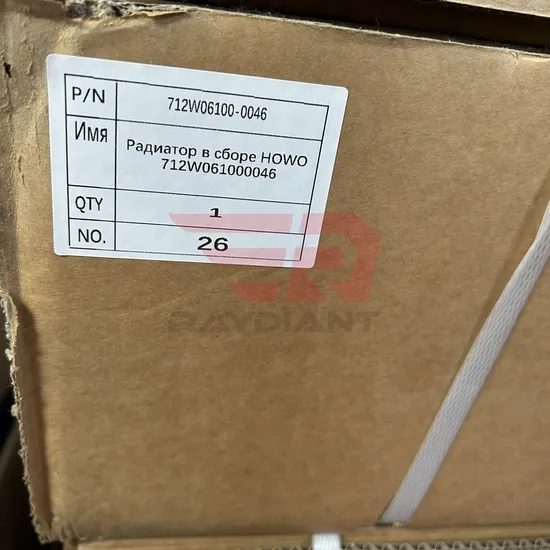 P/N 712W06100-0046
Имя Радиатор в сборе HOWO
712W061000046
QTY 1
NO. 26
RAYDIANT